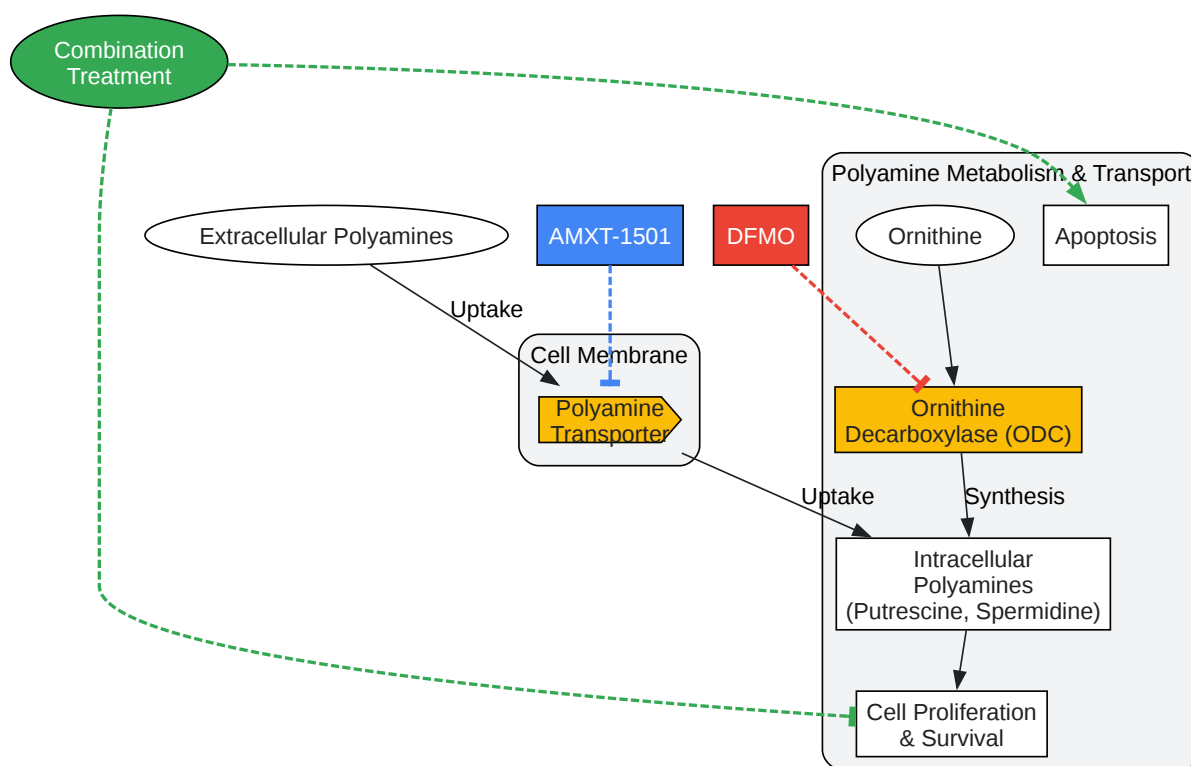 Combination
Treatment
Polyamine Metabolism & Transport
Extracellular Polyamines
AMXT-1501
DFMO
Ornithine
Apoptosis
Uptake
Cell Membrane
Polyamine
Transporter
Ornithine
Decarboxylase (ODC)
Uptake
Synthesis
Intracellular
Polyamines
(Putrescine, Spermidine)
Cell Proliferation
& Survival